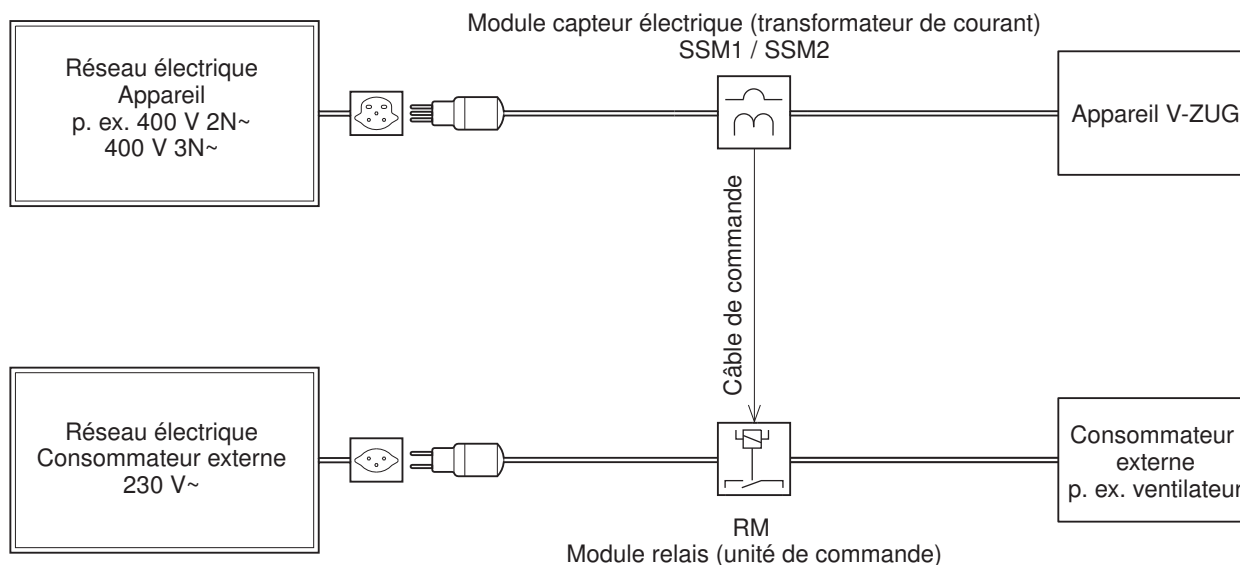 Module capteur électrique (transformateur de courant)
SSM1 / SSM2
Réseau électrique
Appareil
p. ex. 400 V 2N~
400 V 3N~
Appareil V-ZUG
Câble de commande
Réseau électrique
Consommateur externe
230 V~
Consommateur
externe
p. ex. ventilateur
RM
Module relais (unité de commande)